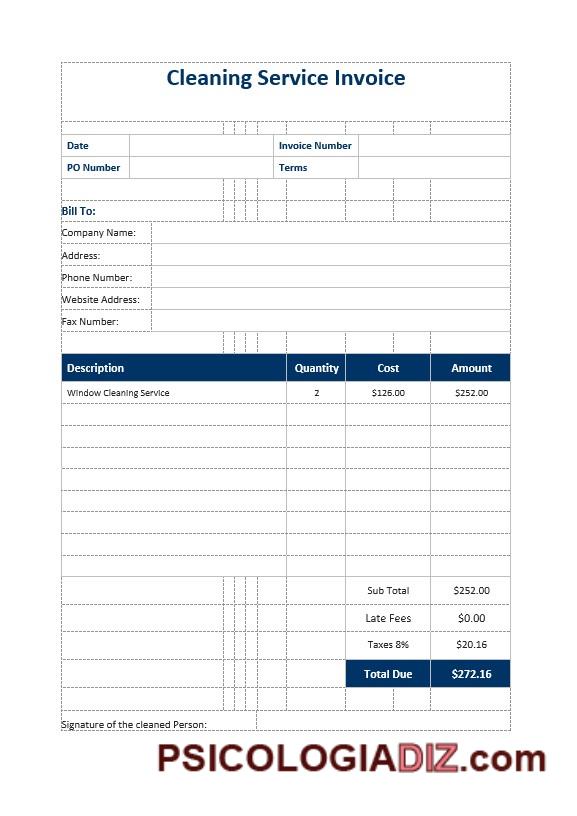 Cleaning Service Invoice
Date Invoice Number
PO Number Terms
Bill To:
Company Name:
Address:
Phone Number:
Website Address:
Fax Number:
Description Quantity Cost Amount
Window Cleaning Service 2 $126.00 $252.00
Sub Total $252.00
Late Fees $0.00
Taxes 8% $20.16
Total Due $272.16
Signature of the cleaned Person:
PSICOLOGIADIZ.com